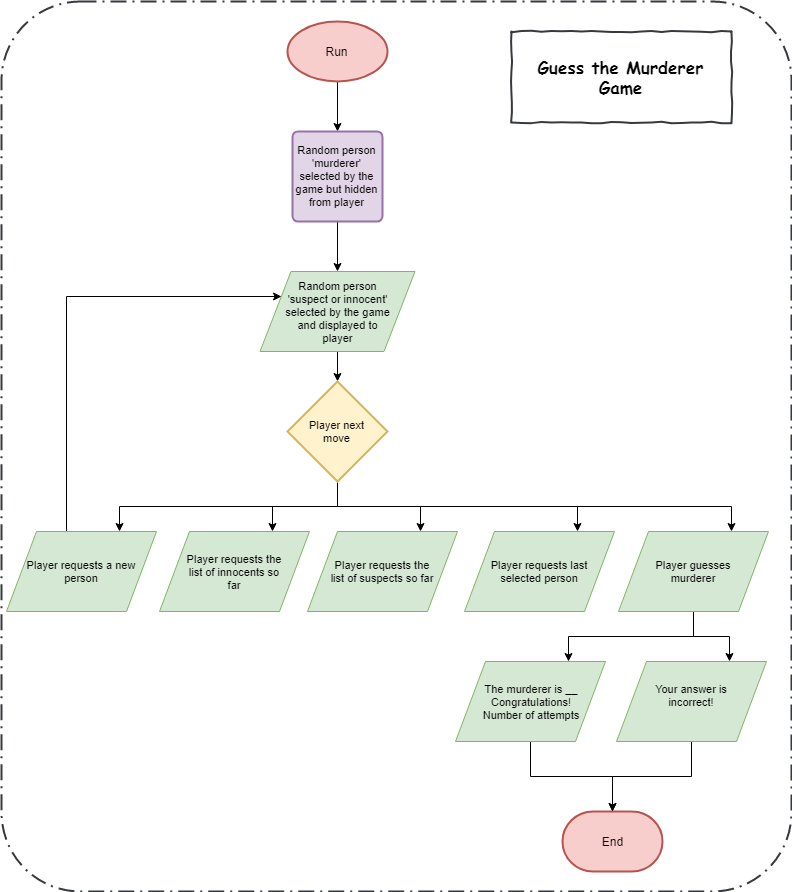 Run
Guess the Murderer
Game
Random person
'murderer'
selected by the
game but hidden
from player
Random person
'suspect or innocent'
selected by the game
and displayed to
player
Player next
move
Player requests a new
person
Player requests the
list of innocents so
far
Player requests the
list of suspects so far
Player requests last
selected person
Player guesses
murderer
The murderer is __
Congratulations!
Number of attempts
Your answer is
incorrect!
End